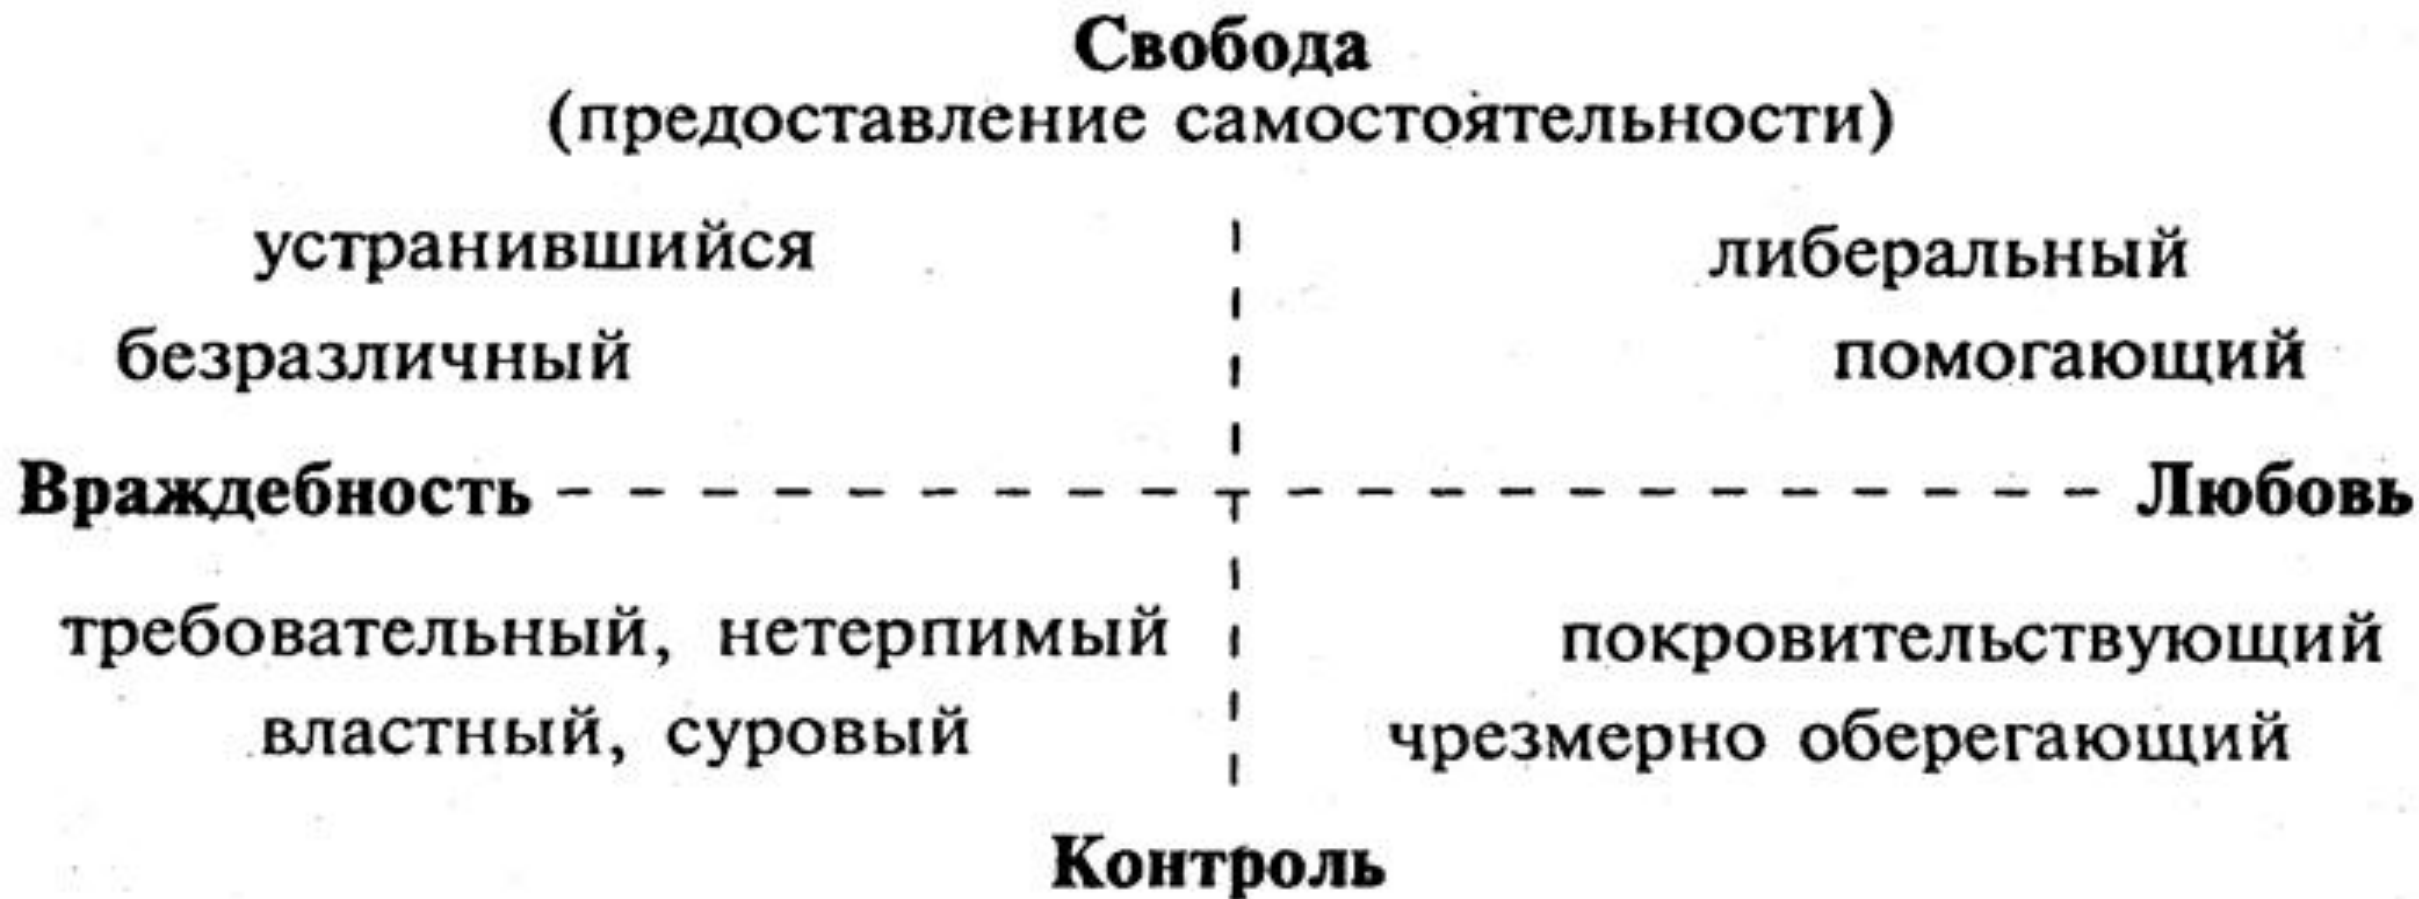 Свобода
(предоставление самостоятельности)
устранившийся либеральный
безразличный помогающий
Враждебность Любовь
требовательный, нетерпимый покровительствующий
властный, суровый чрезмерно оберегающий
Контроль